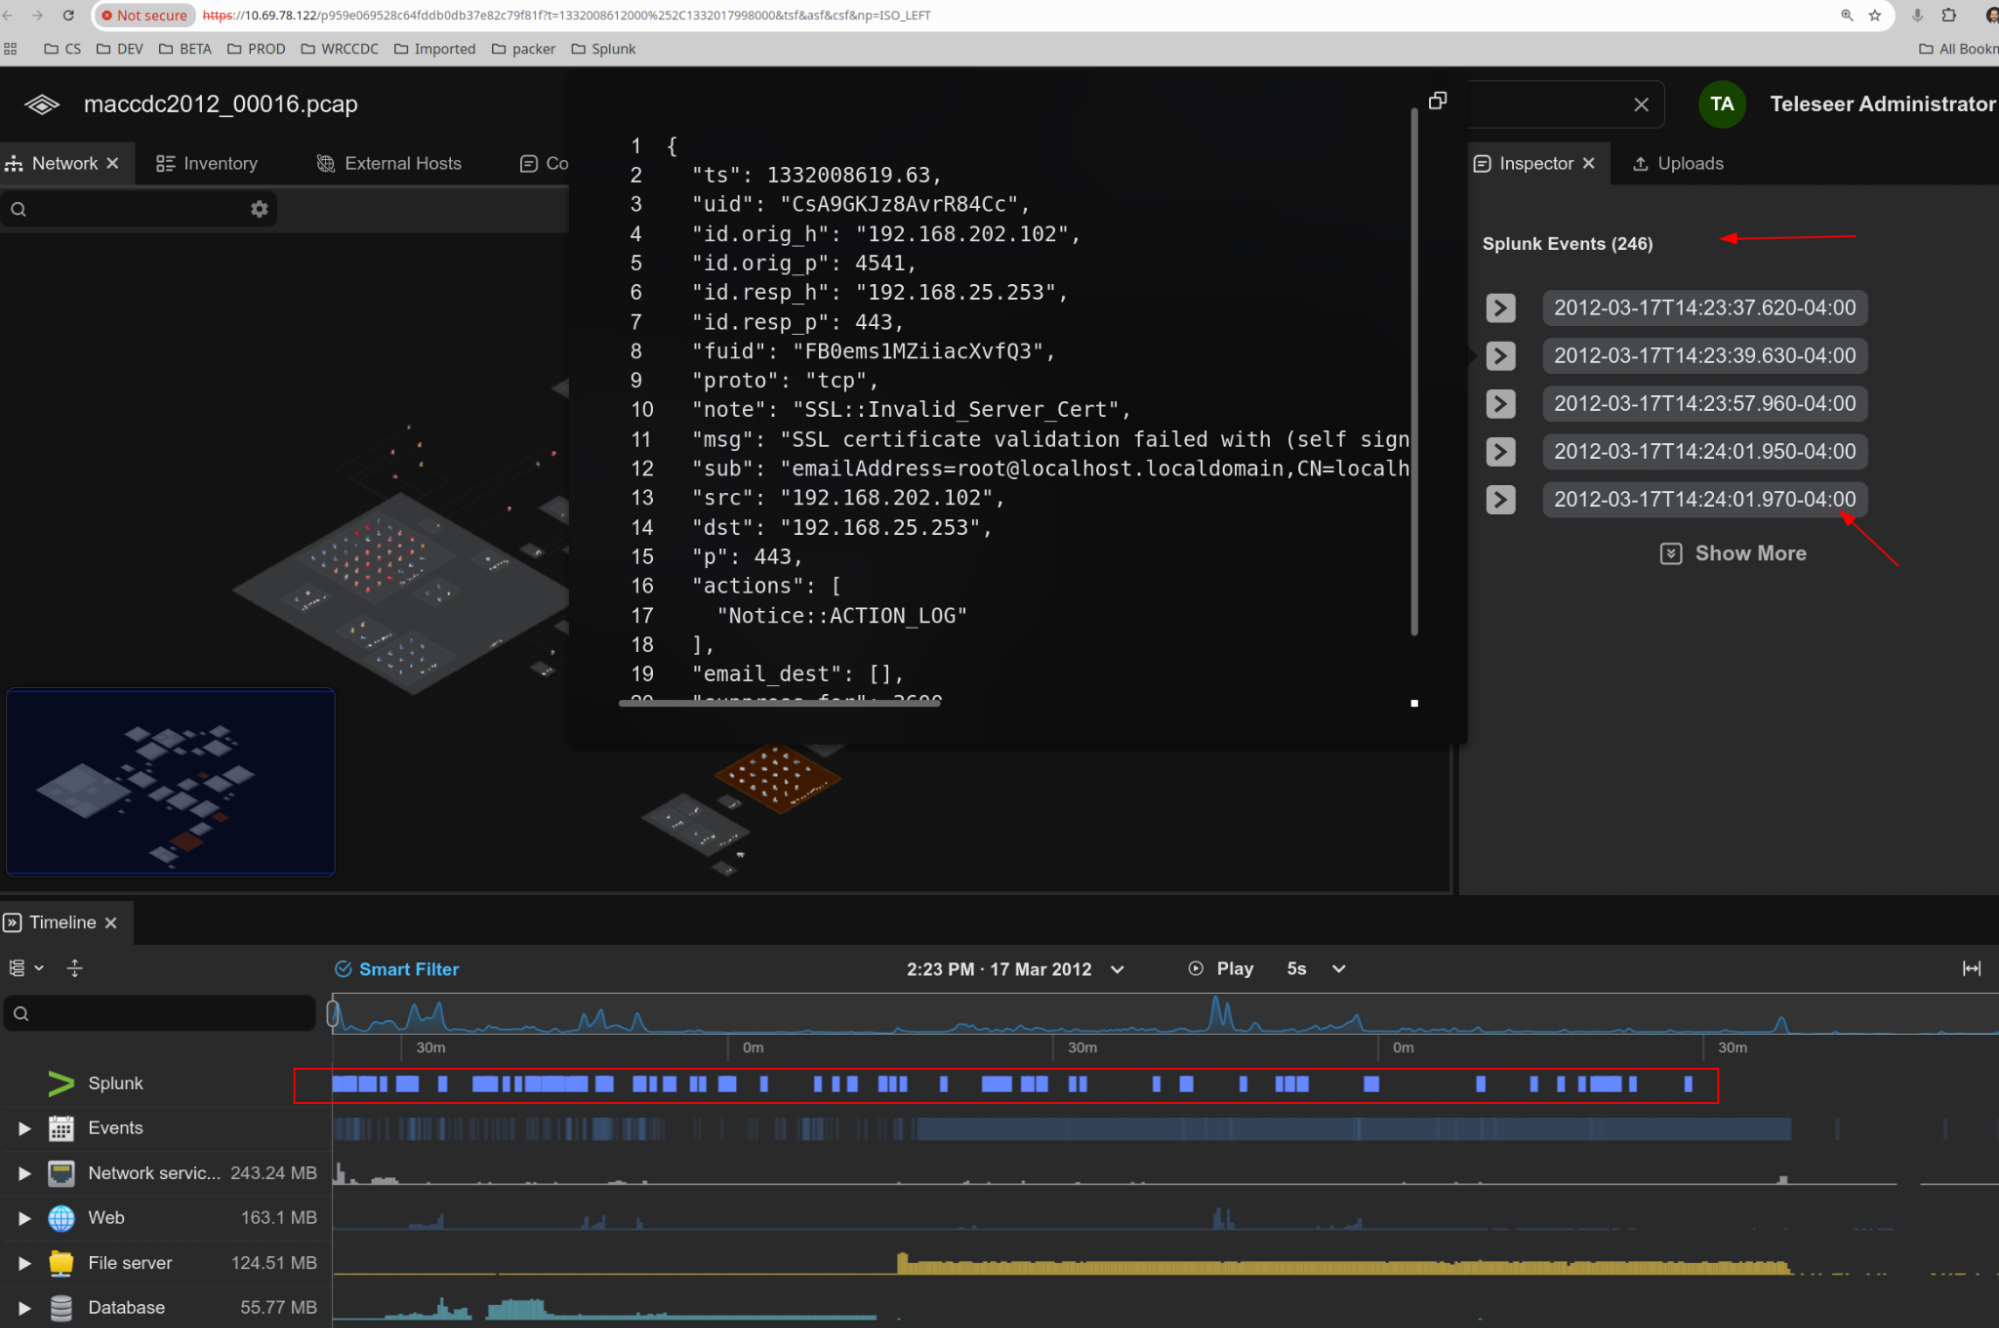 Not secure https://10.69.78.122/p959e069528c64fddb0db37e82c79f81f?t=1332008612000%252C1332017998000&tsf&asf&csf&np=ISO_LEFT
CS DEV BETA PROD WRCCDC Imported packer Splunk All Bookm
maccdc2012_00016.pcap
TA Teleseer Administrator
Network Inventory External Hosts Co
Inspector Uploads
1 {
2 "ts": 1332008619.63,
3 "uid": "CsA9GKJz8AvrR84Cc",
4 "id.orig_h": "192.168.202.102",
5 "id.orig_p": 4541,
6 "id.resp_h": "192.168.25.253",
7 "id.resp_p": 443,
8 "fuid": "FB0ems1MZiiacXvfQ3",
9 "proto": "tcp",
10 "note": "SSL::Invalid_Server_Cert",
11 "msg": "SSL certificate validation failed with (self sign
12 "sub": "emailAddress=root@localhost.localdomain,CN=localh
13 "src": "192.168.202.102",
14 "dst": "192.168.25.253",
15 "p": 443,
16 "actions": [
17 "Notice::ACTION_LOG"
18 ],
19 "email_dest": [],
Splunk Events (246)
2012-03-17T14:23:37.620-04:00
2012-03-17T14:23:39.630-04:00
2012-03-17T14:23:57.960-04:00
2012-03-17T14:24:01.950-04:00
2012-03-17T14:24:01.970-04:00
Show More
Timeline
Smart Filter 2:23 PM · 17 Mar 2012 Play 5s
30m 0m 30m 0m 30m
Splunk
Events
Network servic... 243.24 MB
Web 163.1 MB
File server 124.51 MB
Database 55.77 MB